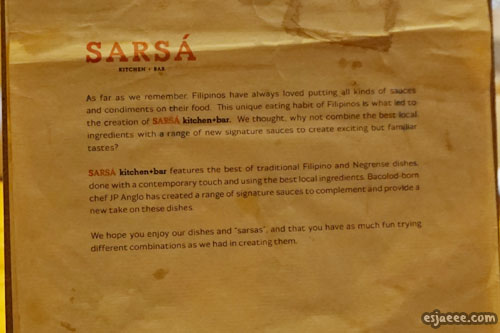 SARSÁ
KITCHEN + BAR
As far as we remember, Filipinos have always loved putting all kinds of sauces
and condiments on their food. This unique eating habit of Filipinos is what led to
the creation of SARSÁ kitchen+bar. We thought, why not combine the best local
ingredients with a range of new signature sauces to create exciting but familiar
tastes?
SARSÁ kitchen+bar features the best of traditional Filipino and Negrense dishes,
done with a contemporary touch and using the best local ingredients. Bacolod-born
chef JP Anglo has created a range of signature sauces to complement and provide a
new take on these dishes.
We hope you enjoy our dishes and "sarsas", and that you have as much fun trying
different combinations as we had in creating them.
esjaeee.com